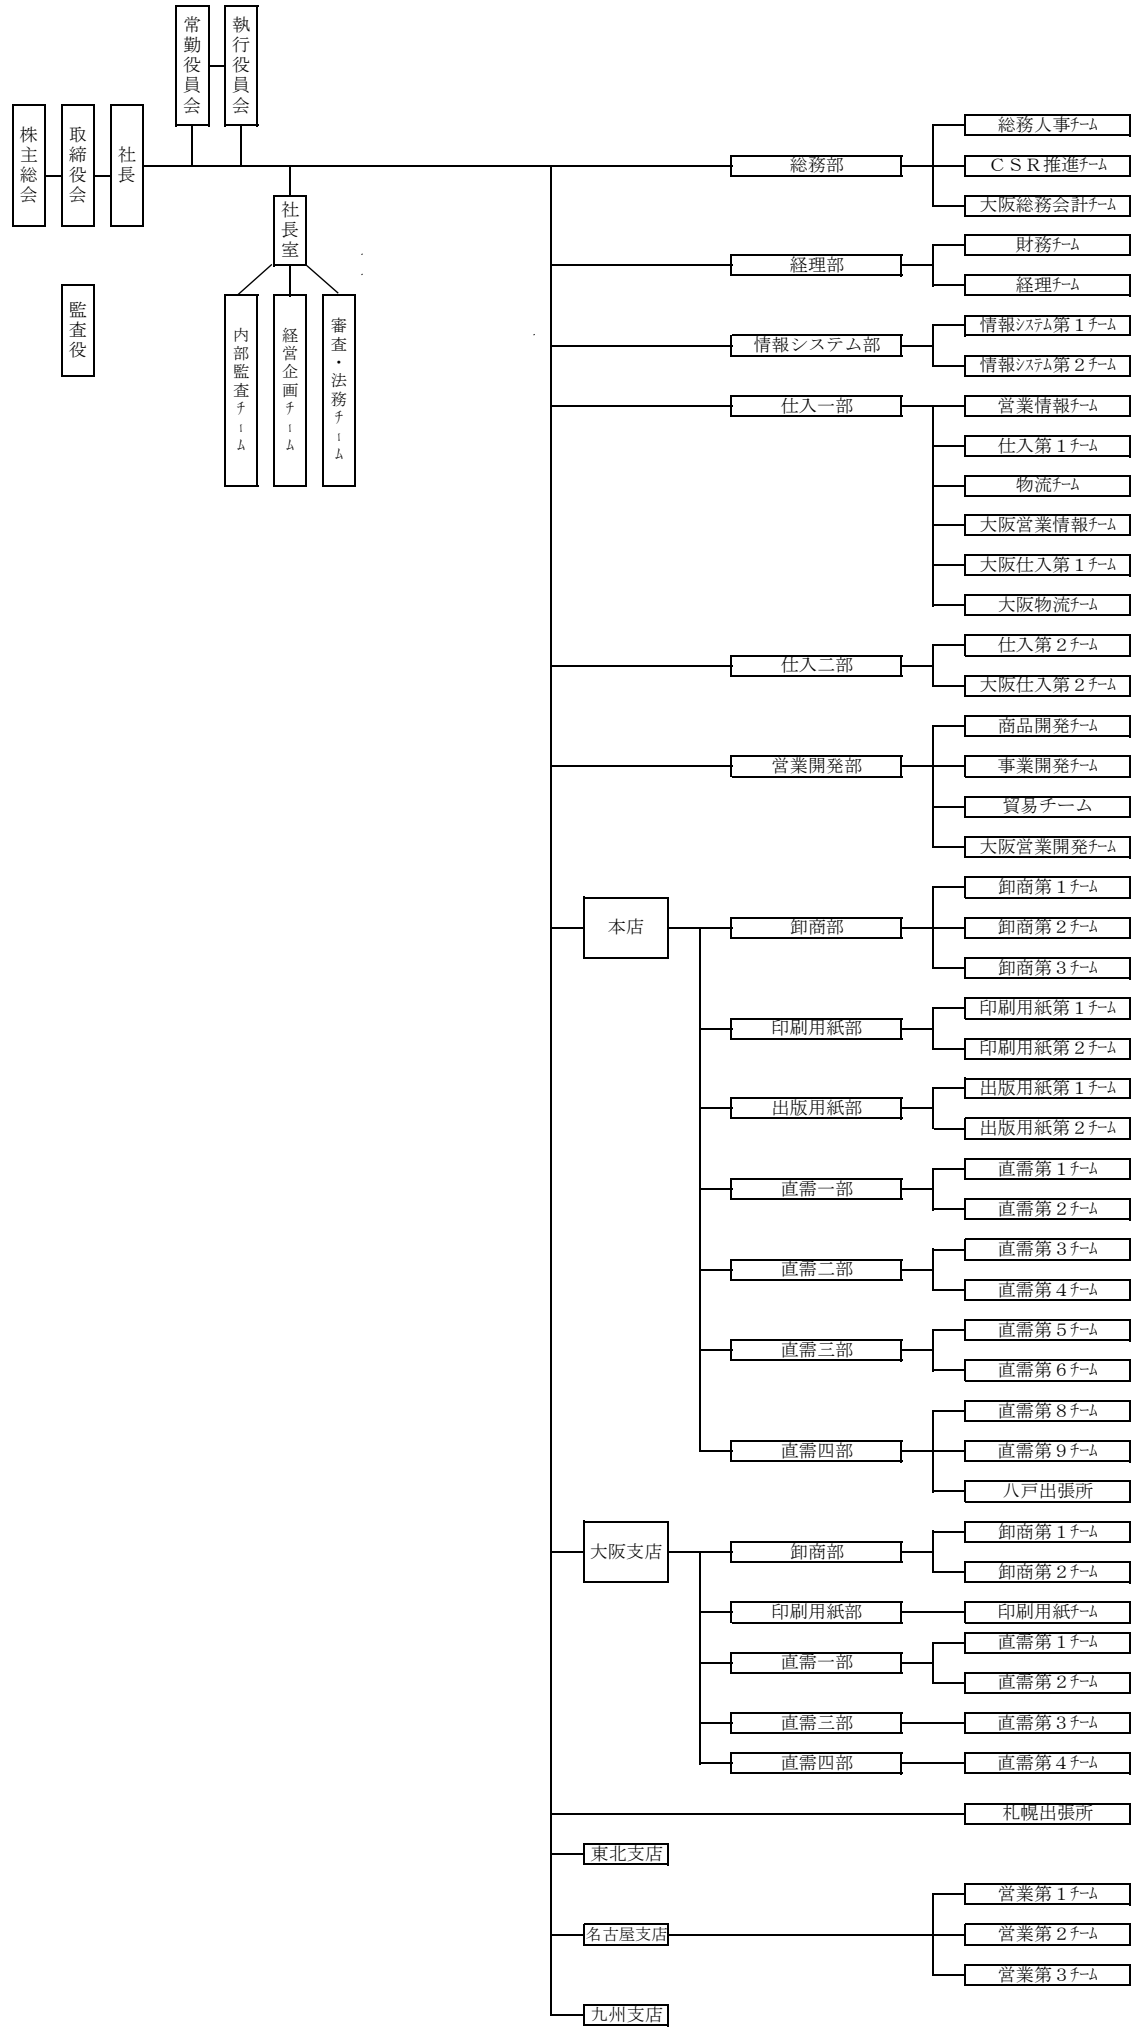 常勤役員会
執行役員会
株主総会
取締役会
社長
監査役
社長室
内部監査ﾁｰﾑ
経営企画ﾁｰﾑ
審査・法務ﾁｰﾑ
総務部
総務人事ﾁｰﾑ
ＣＳＲ推進ﾁｰﾑ
大阪総務会計ﾁｰﾑ
経理部
財務ﾁｰﾑ
経理ﾁｰﾑ
情報システム部
情報ｼｽﾃﾑ第１ﾁｰﾑ
情報ｼｽﾃﾑ第２ﾁｰﾑ
仕入一部
営業情報ﾁｰﾑ
仕入第１ﾁｰﾑ
物流ﾁｰﾑ
大阪営業情報ﾁｰﾑ
大阪仕入第１ﾁｰﾑ
大阪物流ﾁｰﾑ
仕入二部
仕入第２ﾁｰﾑ
大阪仕入第２ﾁｰﾑ
営業開発部
商品開発ﾁｰﾑ
事業開発ﾁｰﾑ
貿易チーム
大阪営業開発ﾁｰﾑ
本店
卸商部
卸商第１ﾁｰﾑ
卸商第２ﾁｰﾑ
卸商第３ﾁｰﾑ
印刷用紙部
印刷用紙第１ﾁｰﾑ
印刷用紙第２ﾁｰﾑ
出版用紙部
出版用紙第１ﾁｰﾑ
出版用紙第２ﾁｰﾑ
直需一部
直需第１ﾁｰﾑ
直需第２ﾁｰﾑ
直需二部
直需第３ﾁｰﾑ
直需第４ﾁｰﾑ
直需三部
直需第５ﾁｰﾑ
直需第６ﾁｰﾑ
直需四部
直需第８ﾁｰﾑ
直需第９ﾁｰﾑ
八戸出張所
大阪支店
卸商部
卸商第１ﾁｰﾑ
卸商第２ﾁｰﾑ
印刷用紙部
印刷用紙ﾁｰﾑ
直需一部
直需第１ﾁｰﾑ
直需第２ﾁｰﾑ
直需三部
直需第３ﾁｰﾑ
直需四部
直需第４ﾁｰﾑ
札幌出張所
東北支店
名古屋支店
営業第１ﾁｰﾑ
営業第２ﾁｰﾑ
営業第３ﾁｰﾑ
九州支店